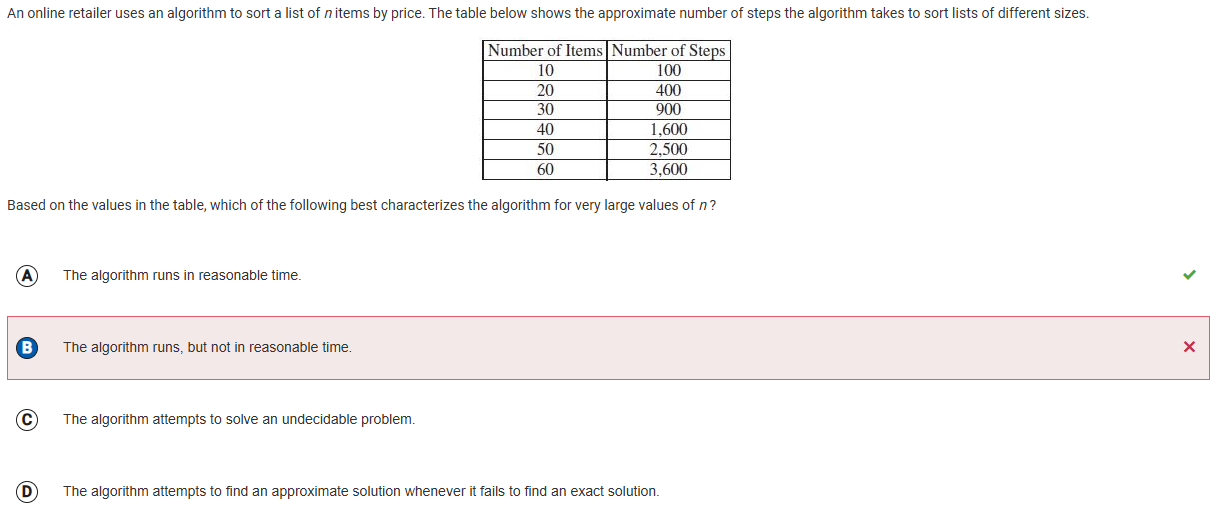 An online retailer uses an algorithm to sort a list of n items by price. The table below shows the approximate number of steps the algorithm takes to sort lists of different sizes.
Number of Items Number of Steps
10 100
20 400
30 900
40 1,600
50 2,500
60 3,600
Based on the values in the table, which of the following best characterizes the algorithm for very large values of n ?
A The algorithm runs in reasonable time.
B The algorithm runs, but not in reasonable time.
C The algorithm attempts to solve an undecidable problem.
D The algorithm attempts to find an approximate solution whenever it fails to find an exact solution.